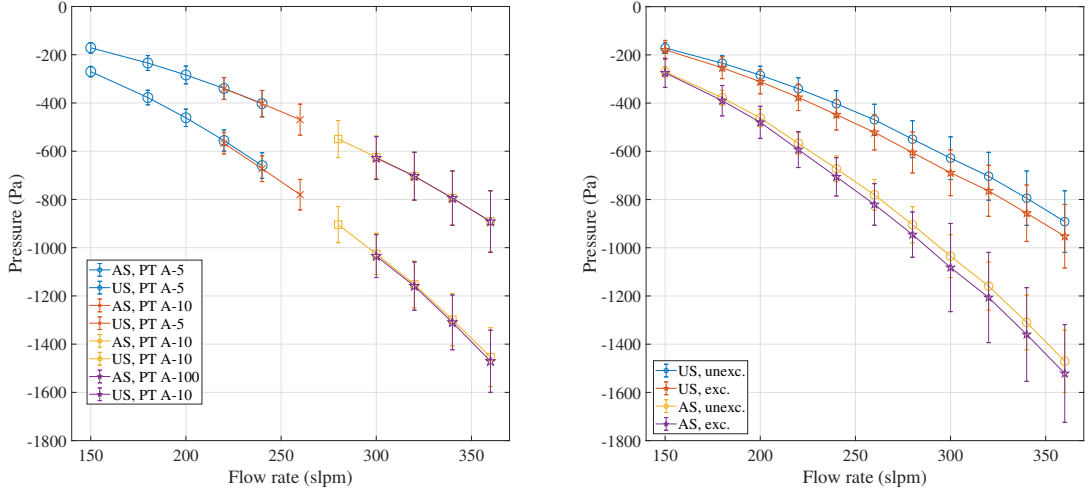 0
-200
-400
-600
-800
-1000
-1200
-1400
-1600
-1800
Pressure (Pa)
150
200
250
300
350
Flow rate (slpm)
AS, PT A-5
US, PT A-5
AS, PT A-10
US, PT A-5
AS, PT A-10
US, PT A-10
AS, PT A-100
US, PT A-10
0
-200
-400
-600
-800
-1000
-1200
-1400
-1600
-1800
Pressure (Pa)
150
200
250
300
350
Flow rate (slpm)
US, unexc.
US, exc.
AS, unexc.
AS, exc.